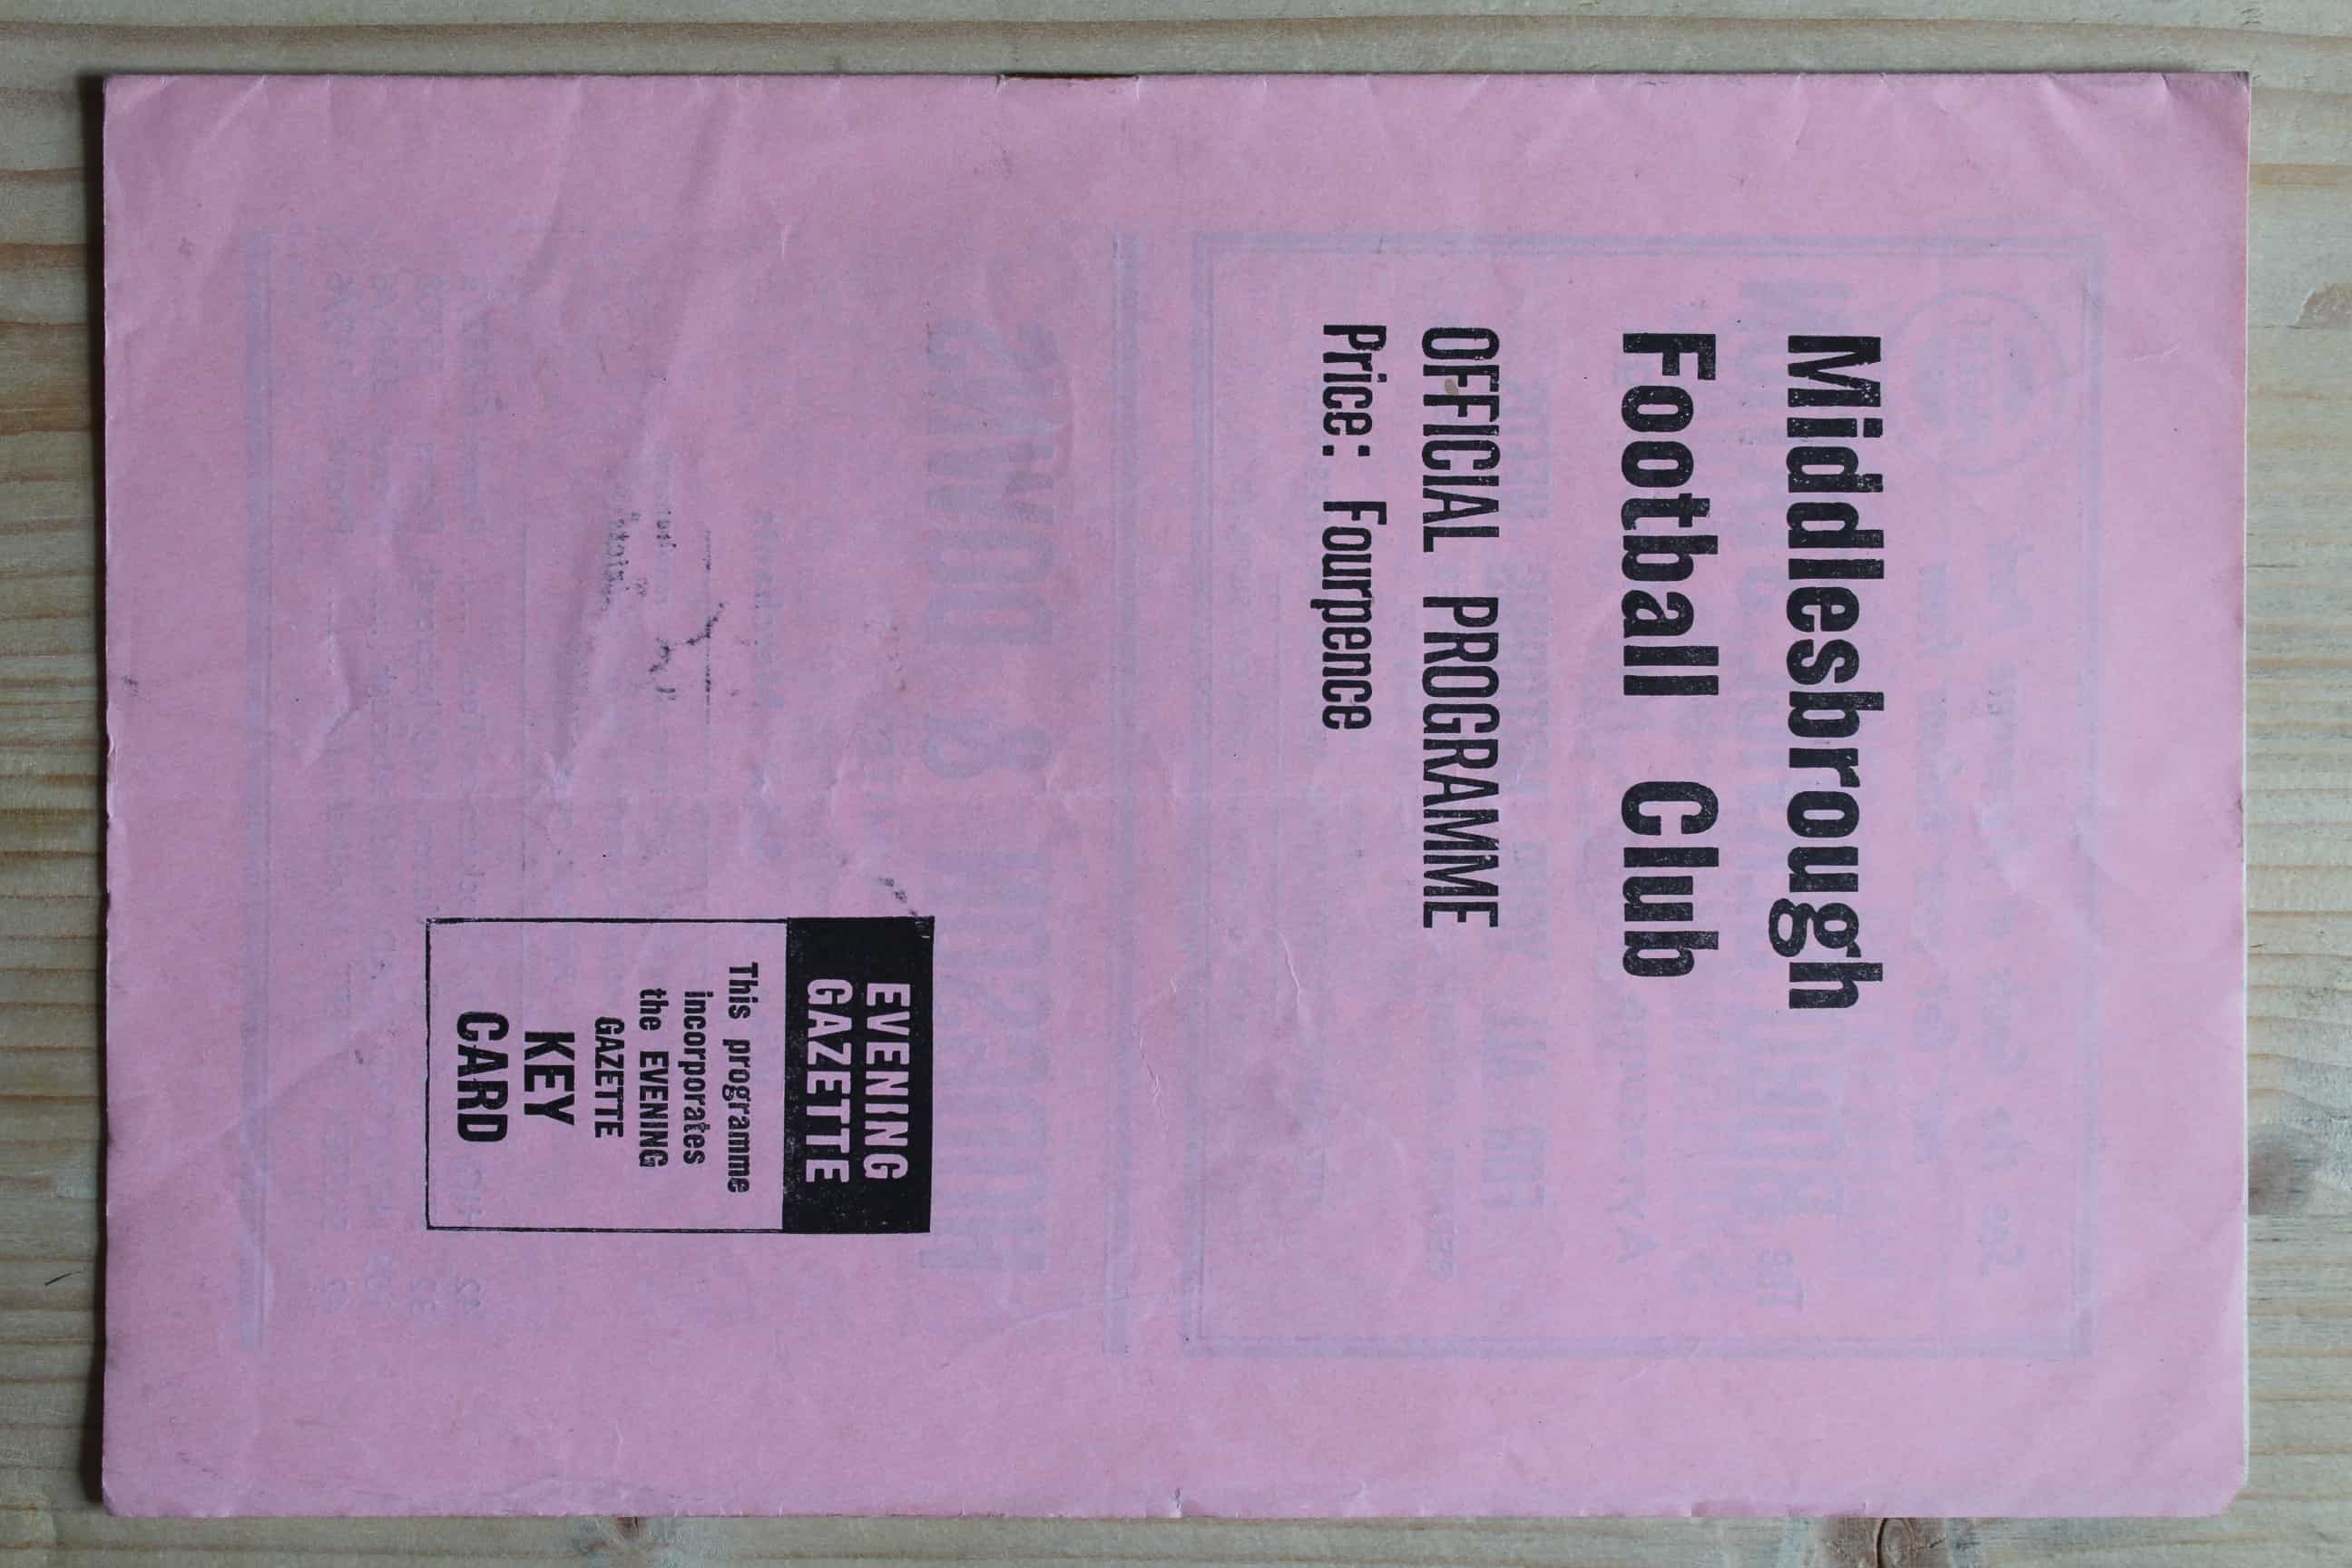 Middlesbrough
Football Club
OFFICIAL PROGRAMME
Price: Fourpence
EVENING
GAZETTE
This programme
incorporates
the EVENING
GAZETTE
KEY
CARD